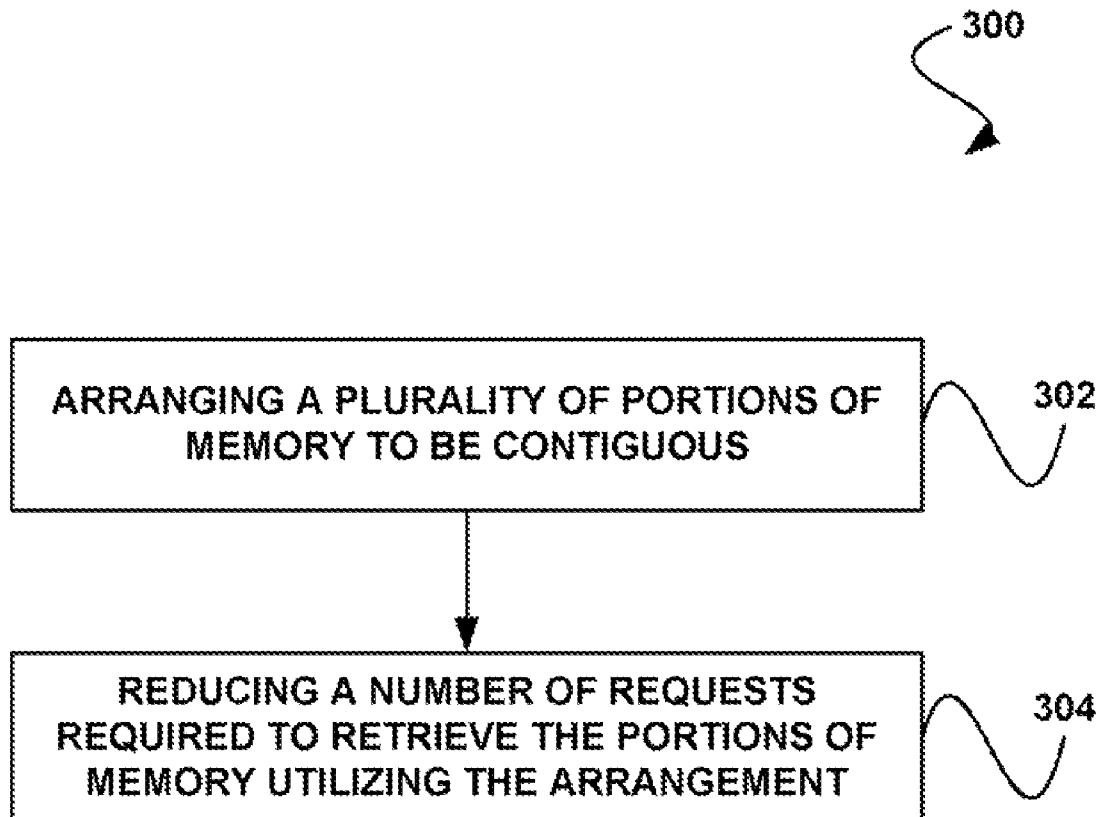 300
ARRANGING A PLURALITY OF PORTIONS OF
MEMORY TO BE CONTIGUOUS
302
REDUCING A NUMBER OF REQUESTS
REQUIRED TO RETRIEVE THE PORTIONS OF
MEMORY UTILIZING THE ARRANGEMENT
304